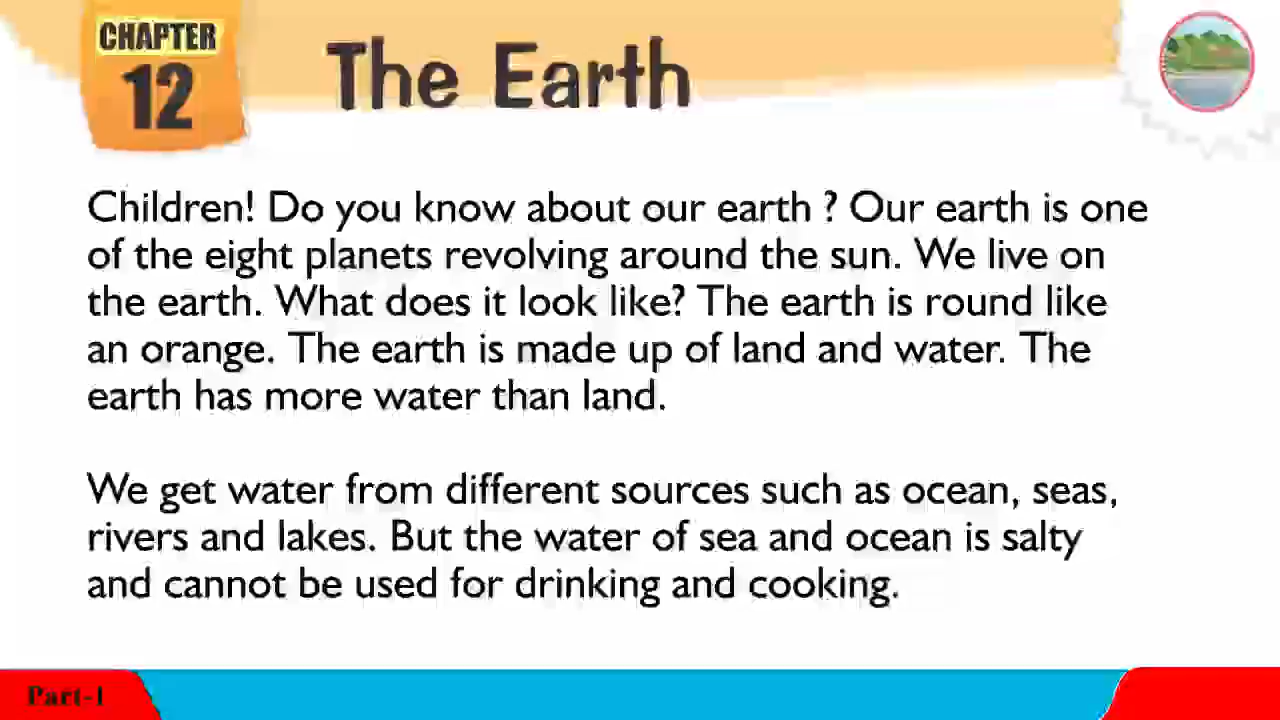 CHAPTER
12
The Earth
Children! Do you know about our earth ? Our earth is one
of the eight planets revolving around the sun. We live on
the earth. What does it look like? The earth is round like
an orange. The earth is made up of land and water. The
earth has more water than land.
We get water from different sources such as ocean, seas,
rivers and lakes. But the water of sea and ocean is salty
and cannot be used for drinking and cooking.
Part-1